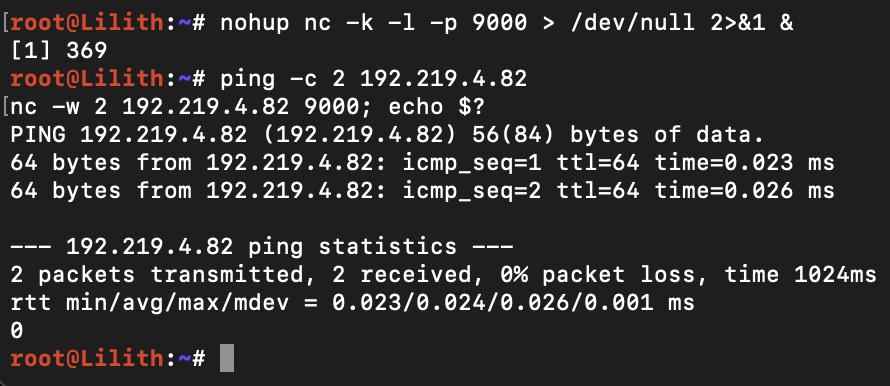 [root@Lilith:~# nohup nc -k -l -p 9000 > /dev/null 2>&1 &
[1] 369
root@Lilith:~# ping -c 2 192.219.4.82
[nc -w 2 192.219.4.82 9000; echo $?
PING 192.219.4.82 (192.219.4.82) 56(84) bytes of data.
64 bytes from 192.219.4.82: icmp_seq=1 ttl=64 time=0.023 ms
64 bytes from 192.219.4.82: icmp_seq=2 ttl=64 time=0.026 ms
--- 192.219.4.82 ping statistics ---
2 packets transmitted, 2 received, 0% packet loss, time 1024ms
rtt min/avg/max/mdev = 0.023/0.024/0.026/0.001 ms
0
root@Lilith:~#